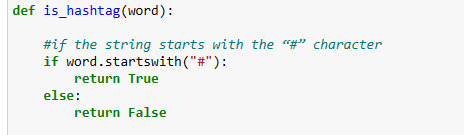 def is_hashtag(word):
#if the string starts with the “#” character
if word.startswith("#"):
return True
else:
return False